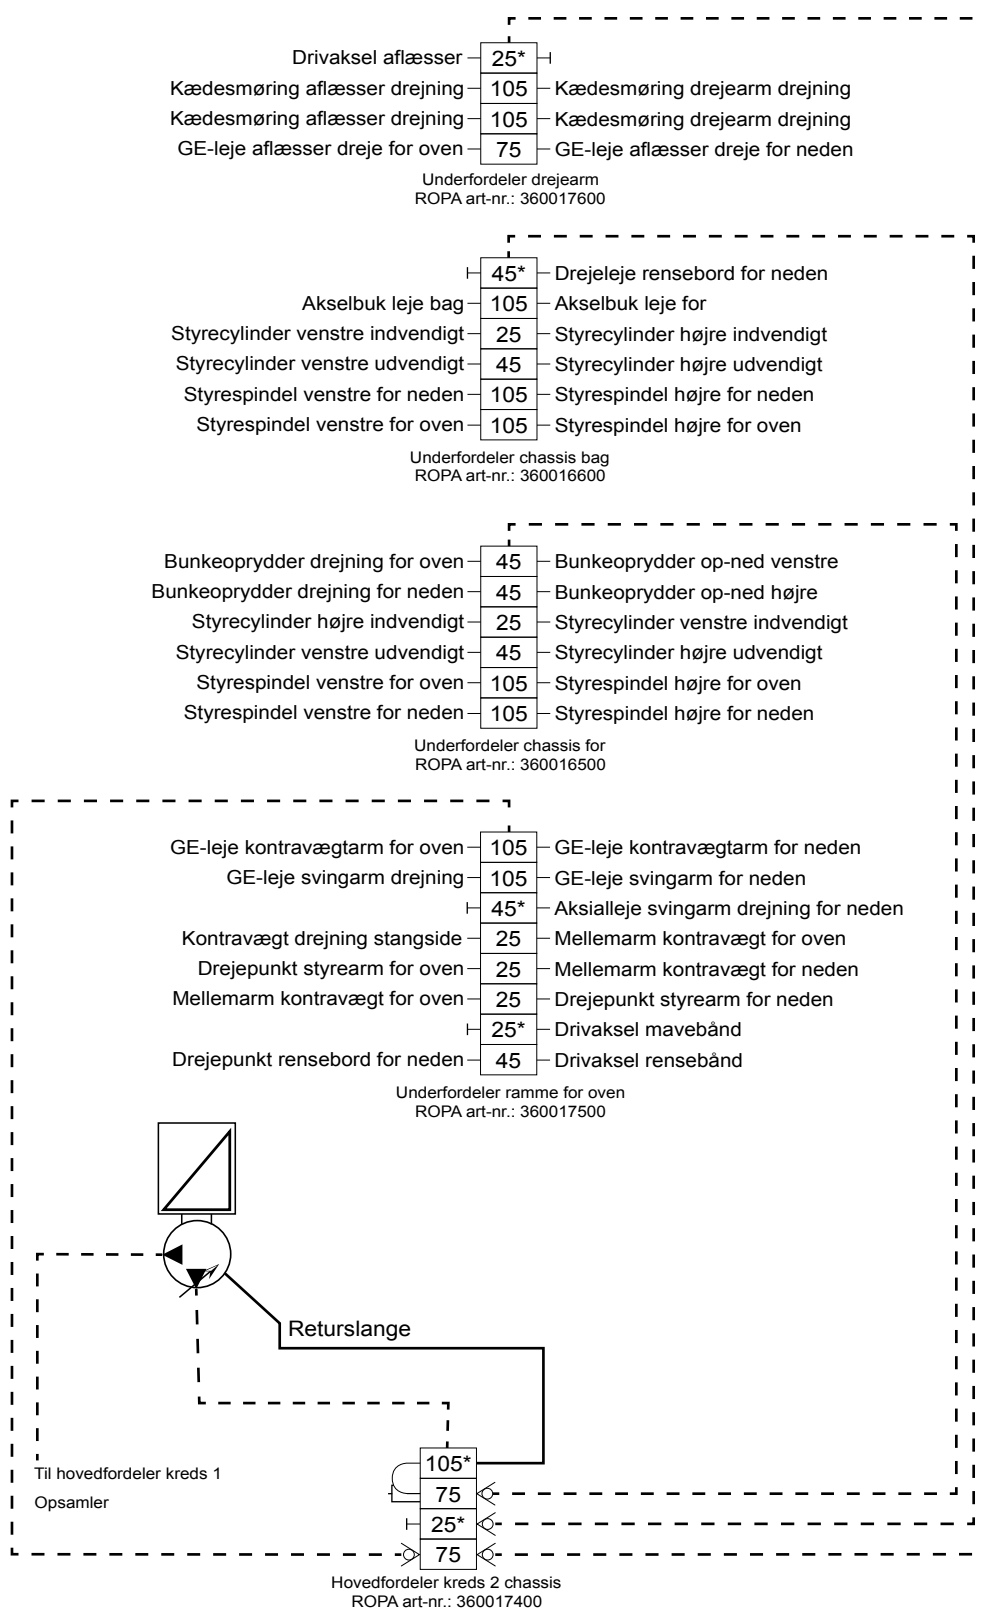 Drivaksel aflæsser 25*
Kædesmøring aflæsser drejning 105 Kædesmøring drejearm drejning
Kædesmøring aflæsser drejning 105 Kædesmøring drejearm drejning
GE-leje aflæsser dreje for oven 75 GE-leje aflæsser dreje for neden
Underfordeler drejearm
ROPA art-nr.: 360017600
45* Drejeleje rensebord for neden
Akselbuk leje bag 105 Akselbuk leje for
Styrecylinder venstre indvendigt 25 Styrecylinder højre indvendigt
Styrecylinder venstre udvendigt 45 Styrecylinder højre udvendigt
Styrespindel venstre for neden 105 Styrespindel højre for neden
Styrespindel venstre for oven 105 Styrespindel højre for oven
Underfordeler chassis bag
ROPA art-nr.: 360016600
Bunkeoprydder drejning for oven 45 Bunkeoprydder op-ned venstre
Bunkeoprydder drejning for neden 45 Bunkeoprydder op-ned højre
Styrecylinder højre indvendigt 25 Styrecylinder venstre indvendigt
Styrecylinder venstre udvendigt 45 Styrecylinder højre udvendigt
Styrespindel venstre for oven 105 Styrespindel højre for oven
Styrespindel venstre for neden 105 Styrespindel højre for neden
Underfordeler chassis for
ROPA art-nr.: 360016500
GE-leje kontravægtarm for oven 105 GE-leje kontravægtarm for neden
GE-leje svingarm drejning 105 GE-leje svingarm for neden
45* Aksialleje svingarm drejning for neden
Kontravægt drejning stangside 25 Mellemarm kontravægt for oven
Drejepunkt styrearm for oven 25 Mellemarm kontravægt for neden
Mellemarm kontravægt for oven 25 Drejepunkt styrearm for neden
25* Drivaksel mavebånd
Drejepunkt rensebord for neden 45 Drivaksel rensebånd
Underfordeler ramme for oven
ROPA art-nr.: 360017500
Returslange
Til hovedfordeler kreds 1
Opsamler
105*
75
25*
75
Hovedfordeler kreds 2 chassis
ROPA art-nr.: 360017400